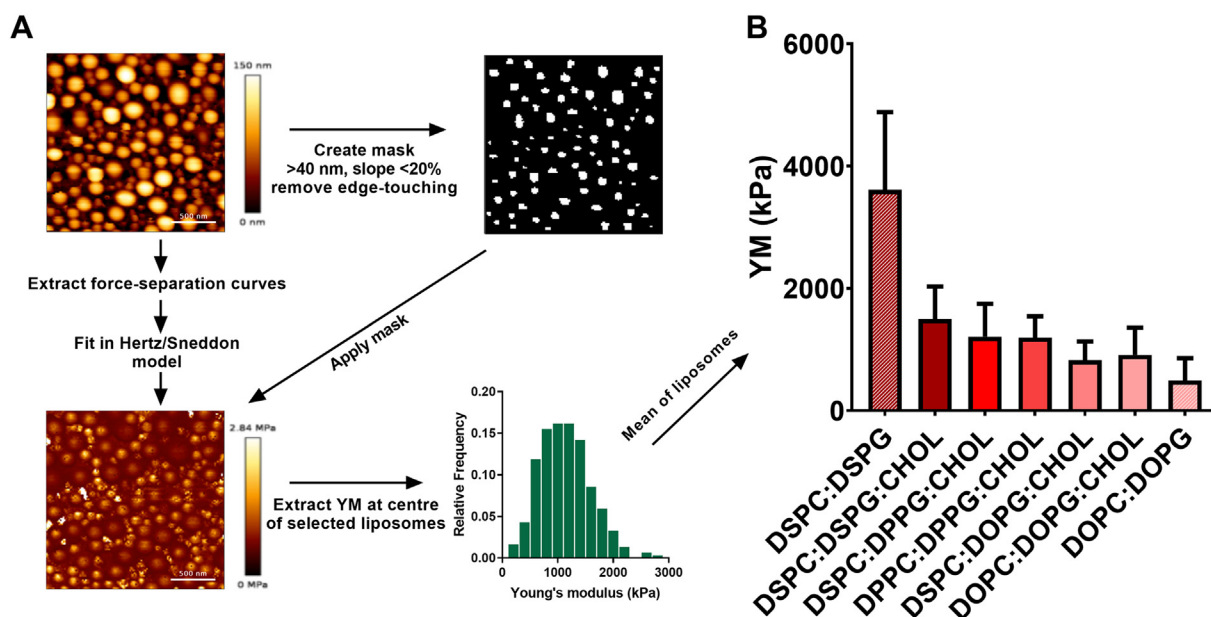 A
150 nm
0 nm
500 nm
Create mask
>40 nm, slope <20%
remove edge-touching
Extract force-separation curves
Fit in Hertz/Sneddon
model
Apply mask
2.84 MPa
0 MPa
500 nm
Extract YM at centre
of selected liposomes
Relative Frequency
0.20
0.15
0.10
0.05
0.00
0
1000
2000
3000
Young's modulus (kPa)
Mean of liposomes
B
YM (kPa)
6000
4000
2000
0
DSPC:DSPG
DSPC:DSPG:CHOL
DSPC:DPPG:CHOL
DPPC:DPPG:CHOL
DSPC:DOPG:CHOL
DOPC:DOPG:CHOL
DOPC:DOPG